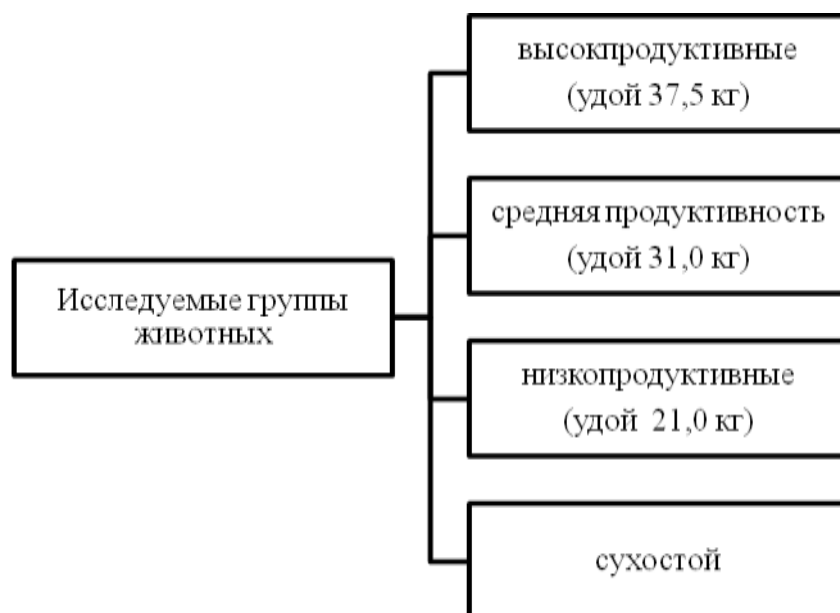 высокпродуктивные
(удой 37,5 кг)
средняя продуктивность
(удой 31,0 кг)
Исследуемые группы
животных
низкопродуктивные
(удой 21,0 кг)
сухостой